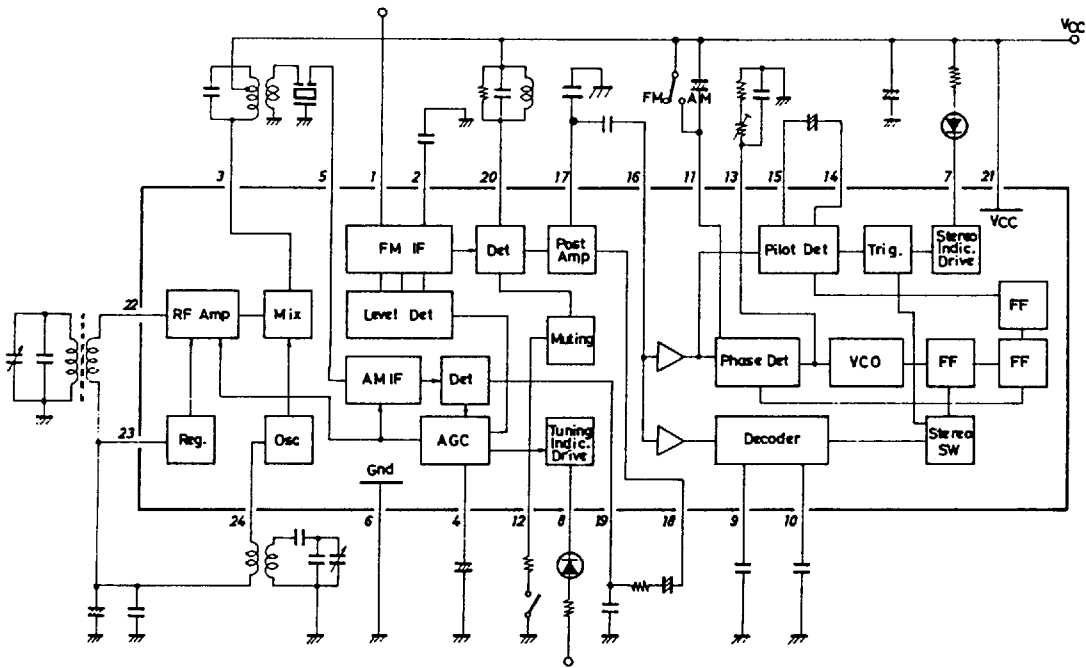 VCC
FM
AM
3
5
1
2
20
17
16
11
13
15
14
7
21
VCC
FM IF
Det
Post
Amp
Pilot Det
Trig.
Stereo
Indic.
Drive
22
RF Amp
Mix
Level Det
Muting
FF
AM IF
Det
Phase Det
VCO
FF
FF
23
Reg.
Osc
AGC
Tuning
Indic.
Drive
Decoder
Stereo
SW
Gnd
24
6
4
12
8
19
18
9
10